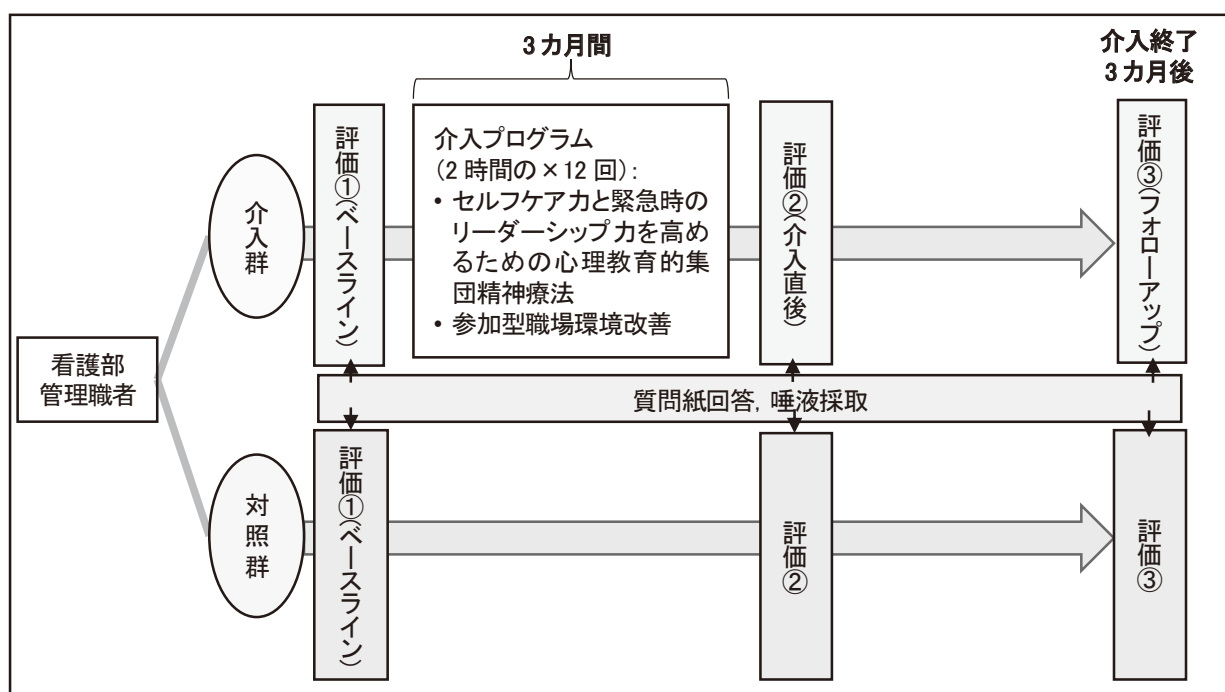 3カ月間
介入終了
3カ月後
評価①(ベースライン)
介入プログラム
(2時間の×12回):
• セルフケア力と緊急時の
リーダーシップ力を高め
るための心理教育的集
団精神療法
• 参加型職場環境改善
評価②(介入直後)
評価③(フォローアップ)
介入群
看護部
管理職者
質問紙回答, 唾液採取
対照群
評価①(ベースライン)
評価②
評価③